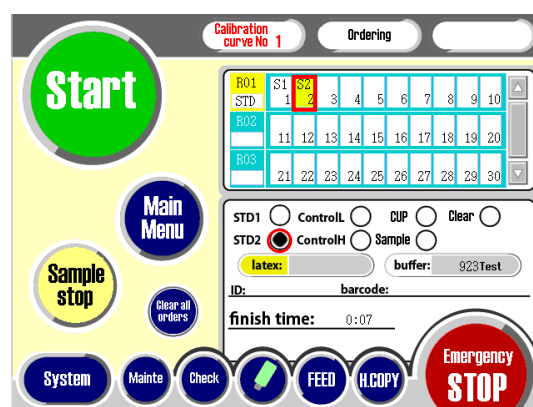 Calibration
curve No 1
Ordering
Start
R01 S1 S2
STD 1 2 3 4 5 6 7 8 9 10
R02
11 12 13 14 15 16 17 18 19 20
R03
21 22 23 24 25 26 27 28 29 30
Main
Menu
STD1 ControlL CUP Clear
STD2 ControlH Sample
latex: buffer: 923Test
Sample
stop
Clear all
orders
ID: barcode:
finish time: 0:07
Emergency
STOP
System Mainte Check FEED H.COPY